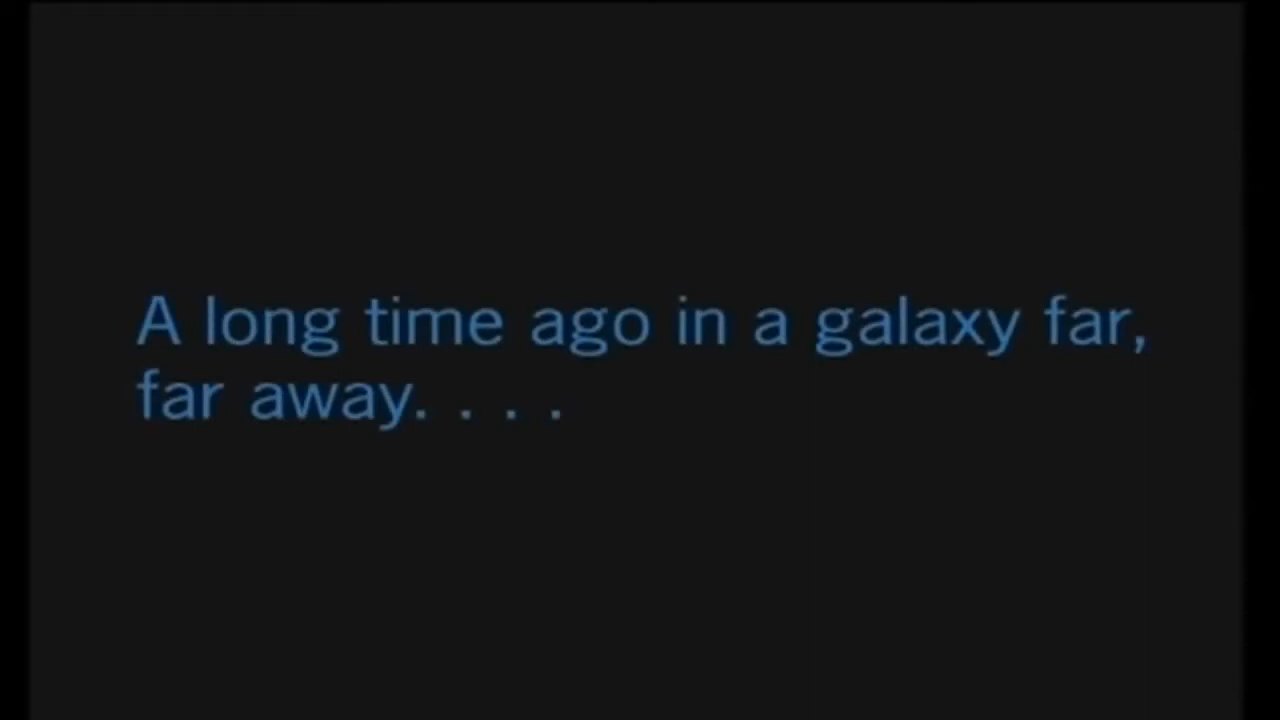 A long time ago in a galaxy far,
far away. . . .